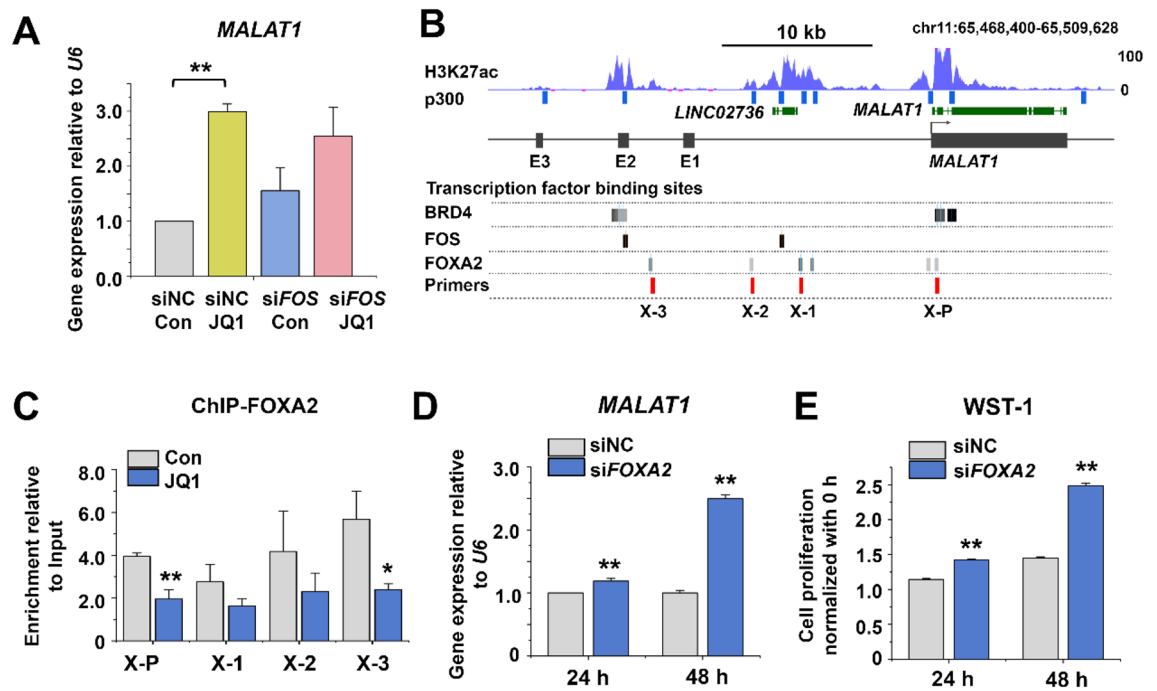 A
MALAT1
**
Gene expression relative to U6
3.0
2.0
1.0
0.0
siNC
Con
siNC
JQ1
siFOS
Con
siFOS
JQ1
B
10 kb
chr11:65,468,400-65,509,628
H3K27ac
100
0
p300
LINC02736
MALAT1
E3
E2
E1
MALAT1
Transcription factor binding sites
BRD4
FOS
FOXA2
Primers
X-3
X-2
X-1
X-P
C
ChIP-FOXA2
Con
JQ1
Enrichment relative
to Input
8.0
6.0
4.0
2.0
0
**
*
X-P
X-1
X-2
X-3
D
MALAT1
siNC
siFOXA2
Gene expression relative
to U6
3.0
2.0
1.0
0
**
**
24 h
48 h
E
WST-1
siNC
siFOXA2
Cell proliferation
normalized with 0 h
2.5
2.0
1.5
1.0
0.5
0
**
**
24 h
48 h